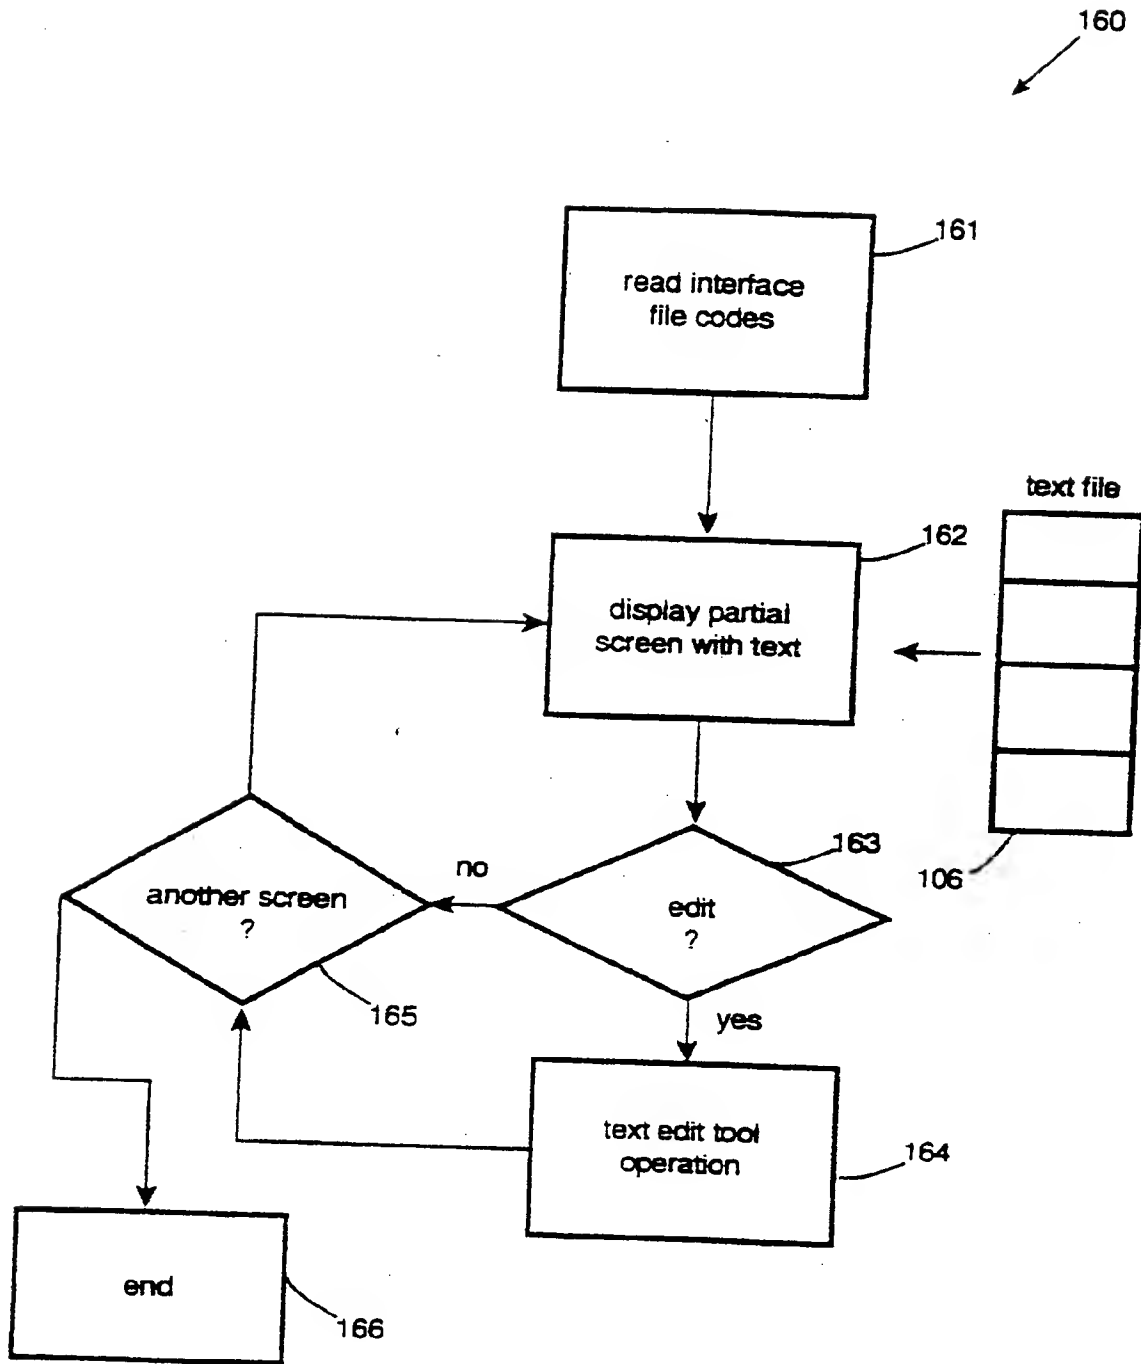 160
161
read interface
file codes
text file
162
display partial
screen with text
163
no
106
another screen
?
edit
?
165
yes
text edit tool
operation
164
end
166